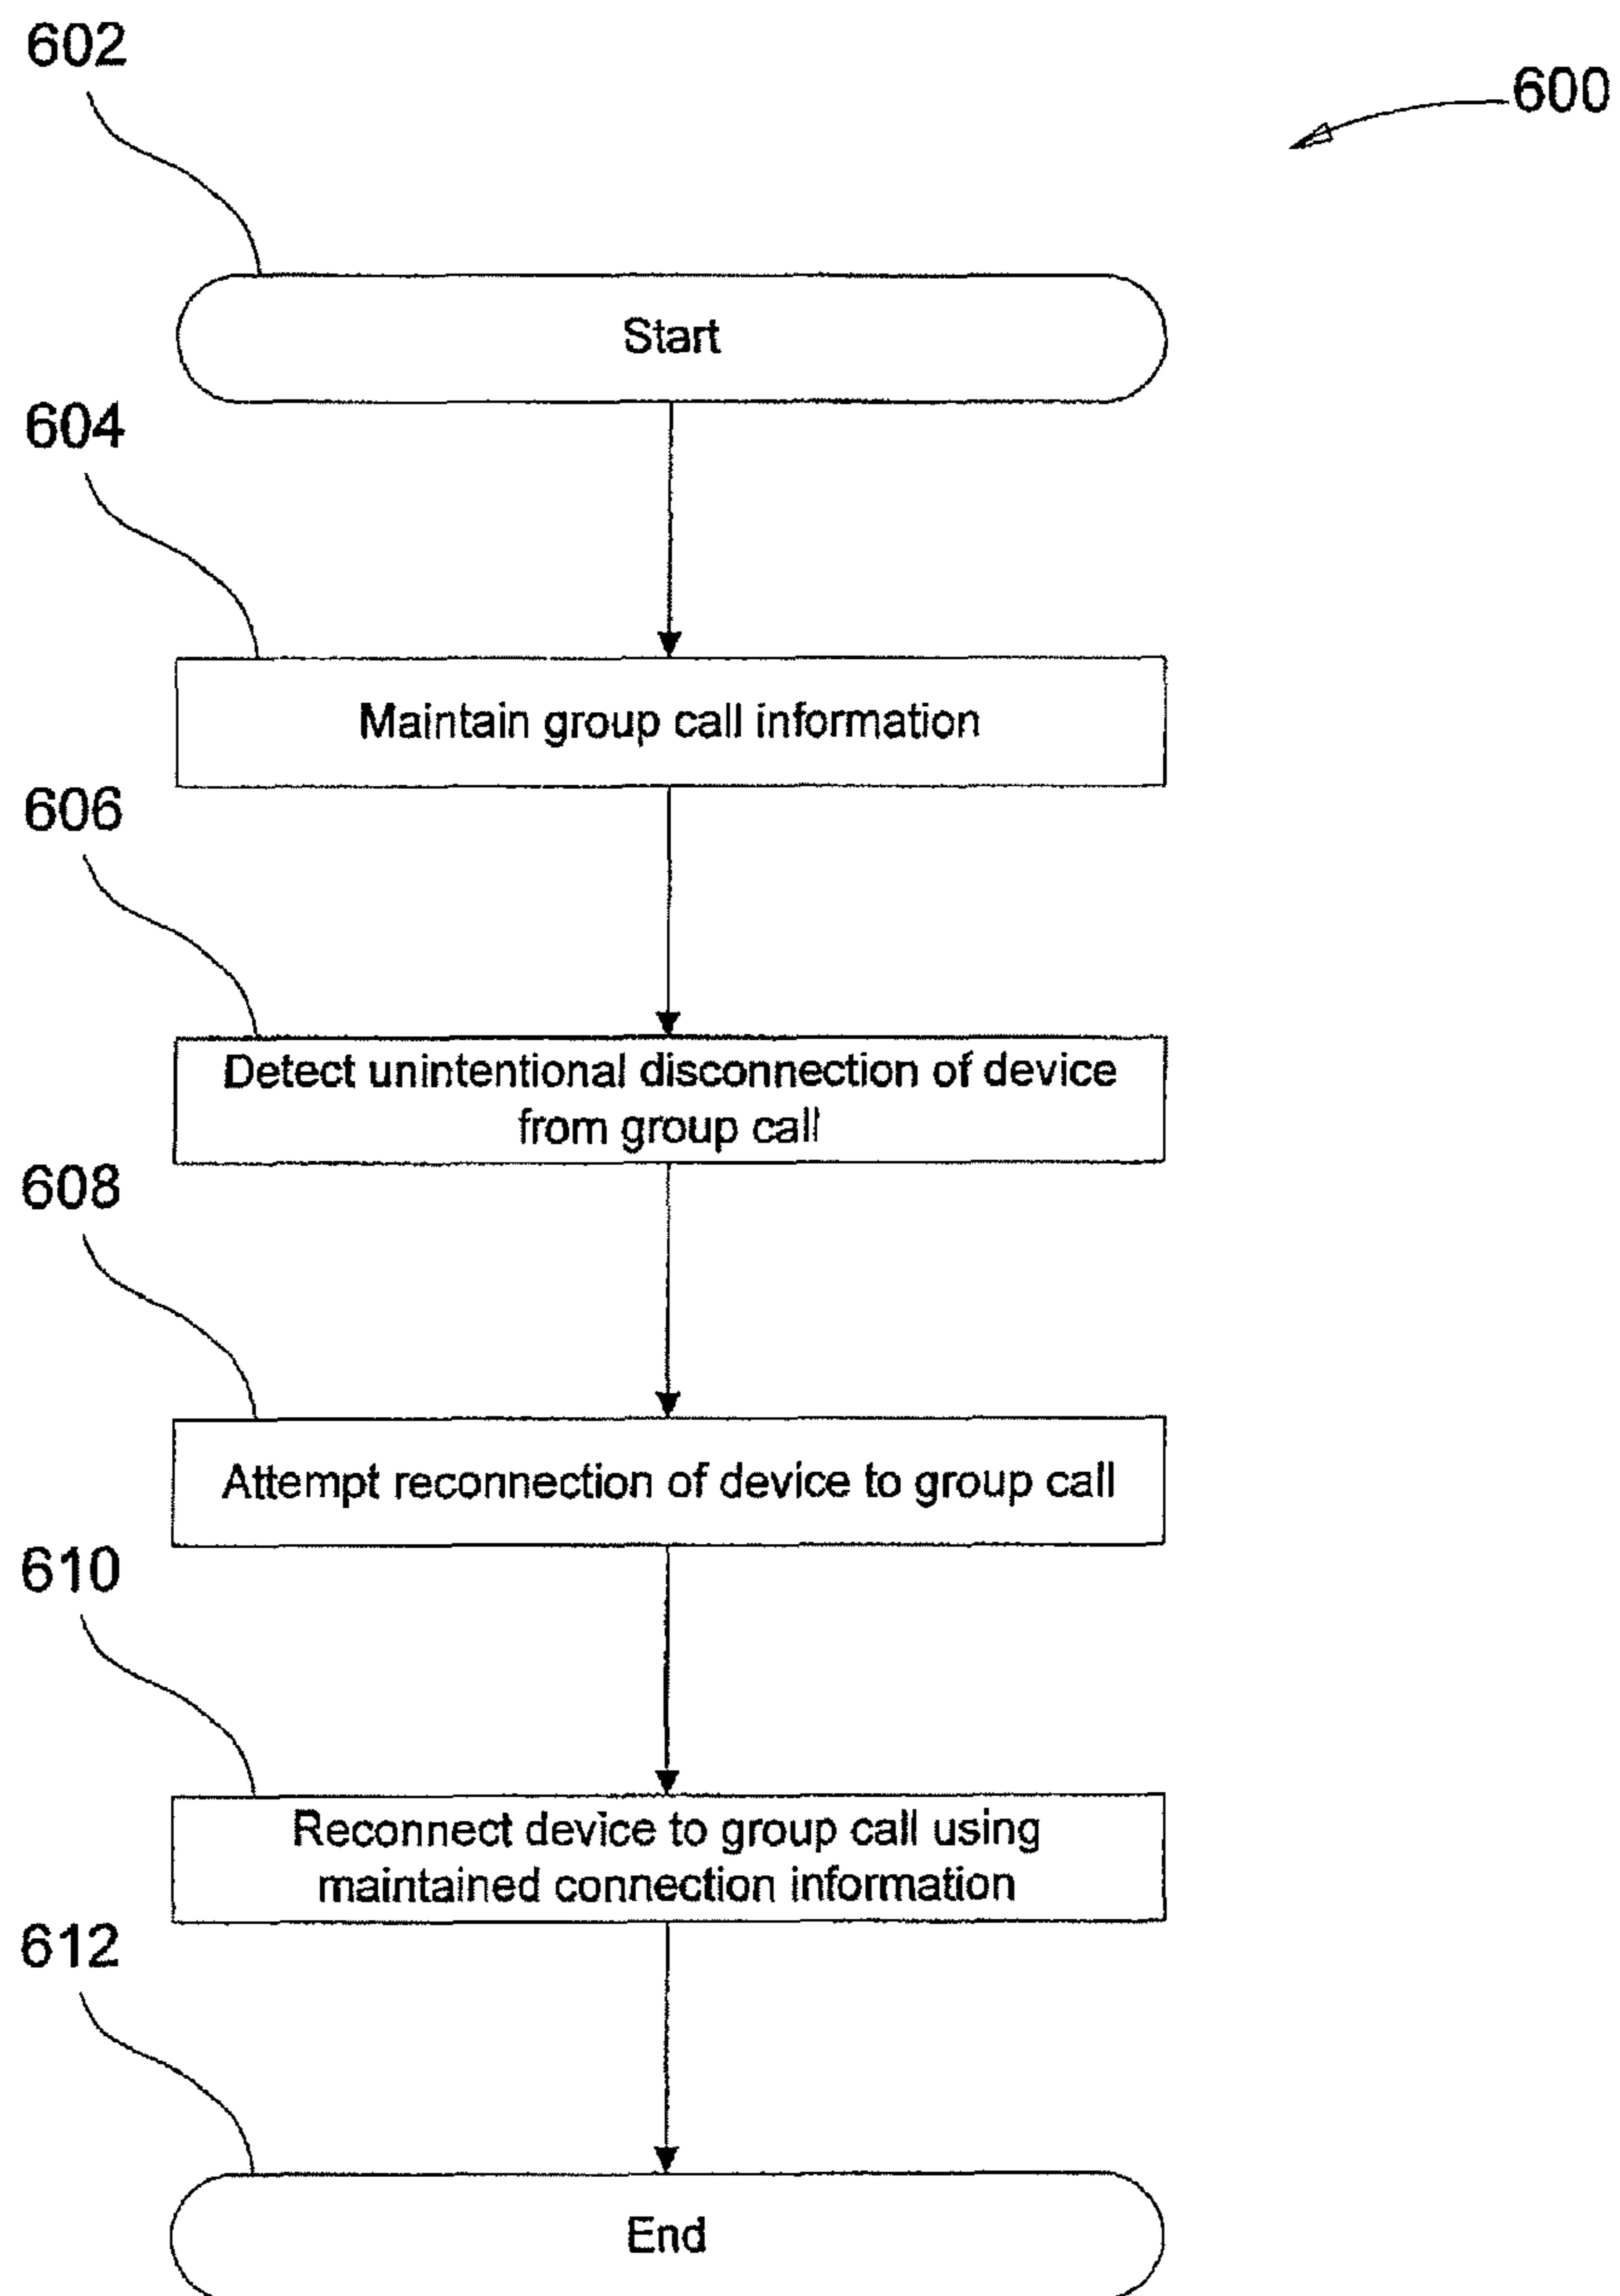 602
600
Start
604
Maintain group call information
606
Detect unintentional disconnection of device
from group call
608
Attempt reconnection of device to group call
610
Reconnect device to group call using
maintained connection information
612
End